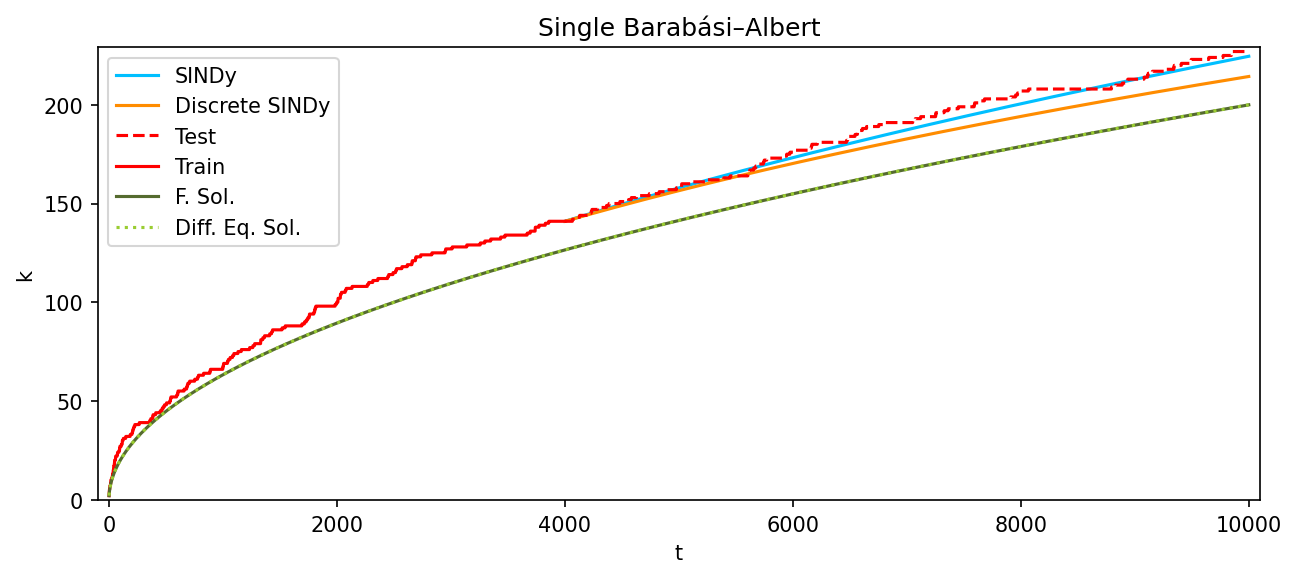 Single Barabási–Albert
SINDy
Discrete SINDy
Test
Train
F. Sol.
Diff. Eq. Sol.
k
200
150
100
50
0
0 2000 4000 6000 8000 10000
t